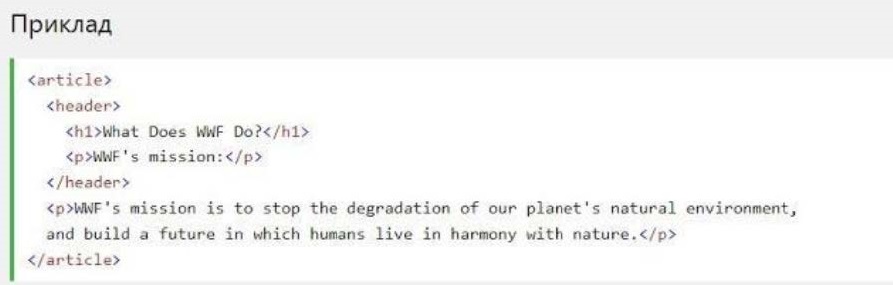 Приклад
<article>
<header>
<h1>What Does WWF Do?</h1>
<p>WWF's mission:</p>
</header>
<p>WWF's mission is to stop the degradation of our planet's natural environment,
and build a future in which humans live in harmony with nature.</p>
</article>